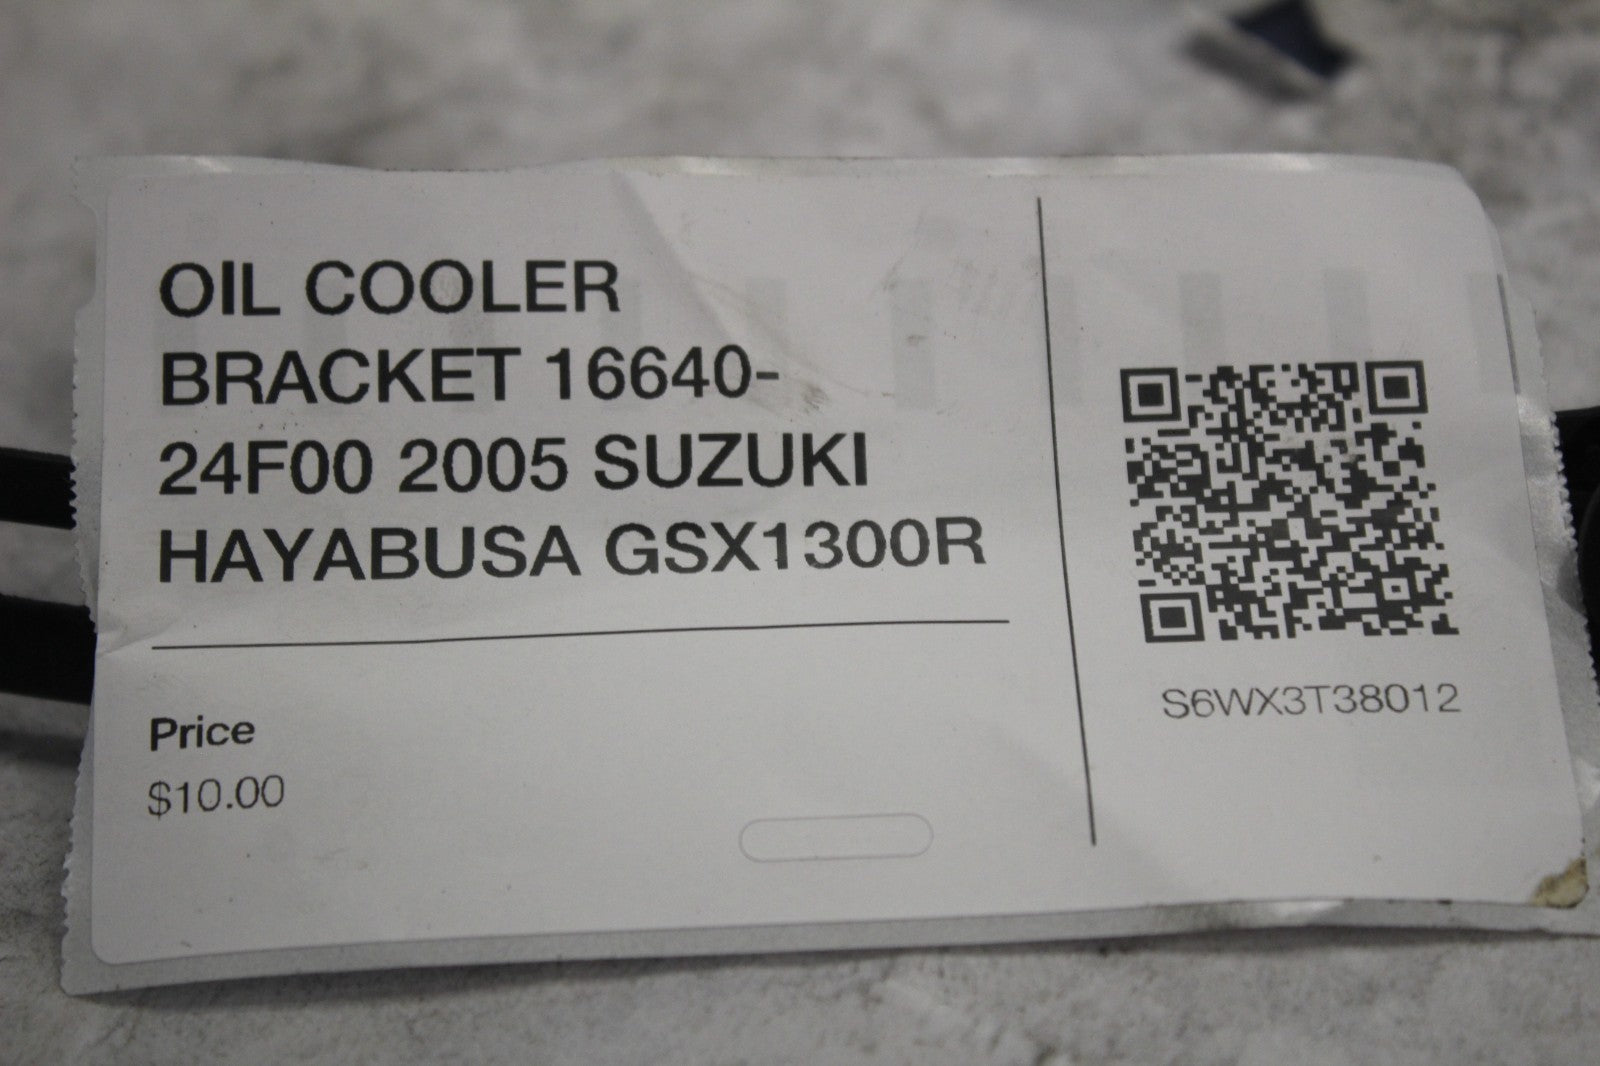 OIL COOLER
BRACKET 16640-
24F00 2005 SUZUKI
HAYABUSA GSX1300R
Price
$10.00
S6WX3T38012